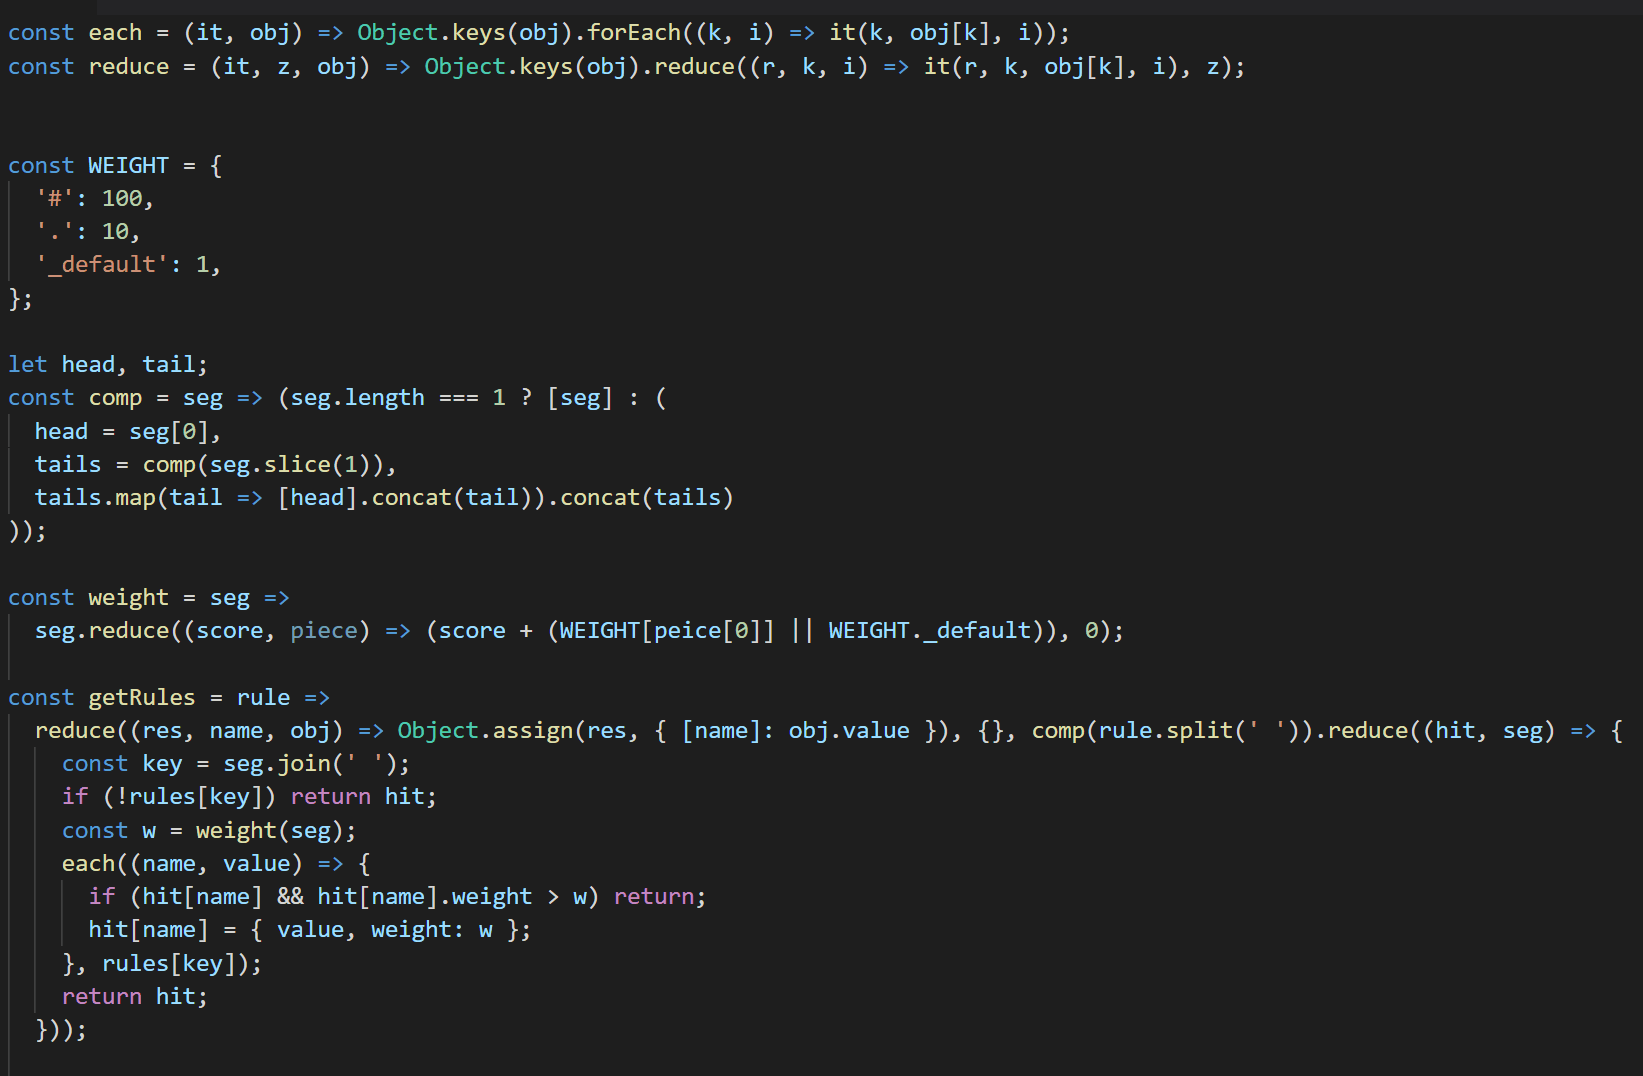 const each = (it, obj) => Object.keys(obj).forEach((k, i) => it(k, obj[k], i));
const reduce = (it, z, obj) => Object.keys(obj).reduce((r, k, i) => it(r, k, obj[k], i), z);
const WEIGHT = {
  '#': 100,
  '.': 10,
  '_default': 1,
};
let head, tail;
const comp = seg => (seg.length === 1 ? [seg] : (
  head = seg[0],
  tails = comp(seg.slice(1)),
  tails.map(tail => [head].concat(tail)).concat(tails)
));
const weight = seg =>
  seg.reduce((score, piece) => (score + (WEIGHT[peice[0]] || WEIGHT._default)), 0);
const getRules = rule =>
  reduce((res, name, obj) => Object.assign(res, { [name]: obj.value }), {}, comp(rule.split(' ')).reduce((hit, seg) => {
    const key = seg.join(' ');
    if (!rules[key]) return hit;
    const w = weight(seg);
    each((name, value) => {
      if (hit[name] && hit[name].weight > w) return;
      hit[name] = { value, weight: w };
    }, rules[key]);
    return hit;
  }));